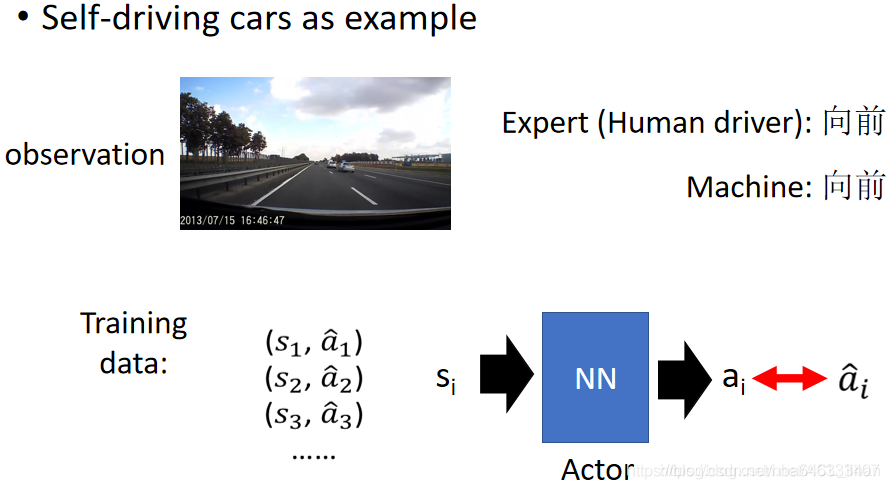 • Self-driving cars as example
observation
2013/07/15 16:46:47
Expert (Human driver): 向前
Machine: 向前
Training
data:
(s₁, â₁)
(s₂, â₂)
(s₃, â₃)
……
sᵢ
NN
aᵢ
âᵢ
Actor